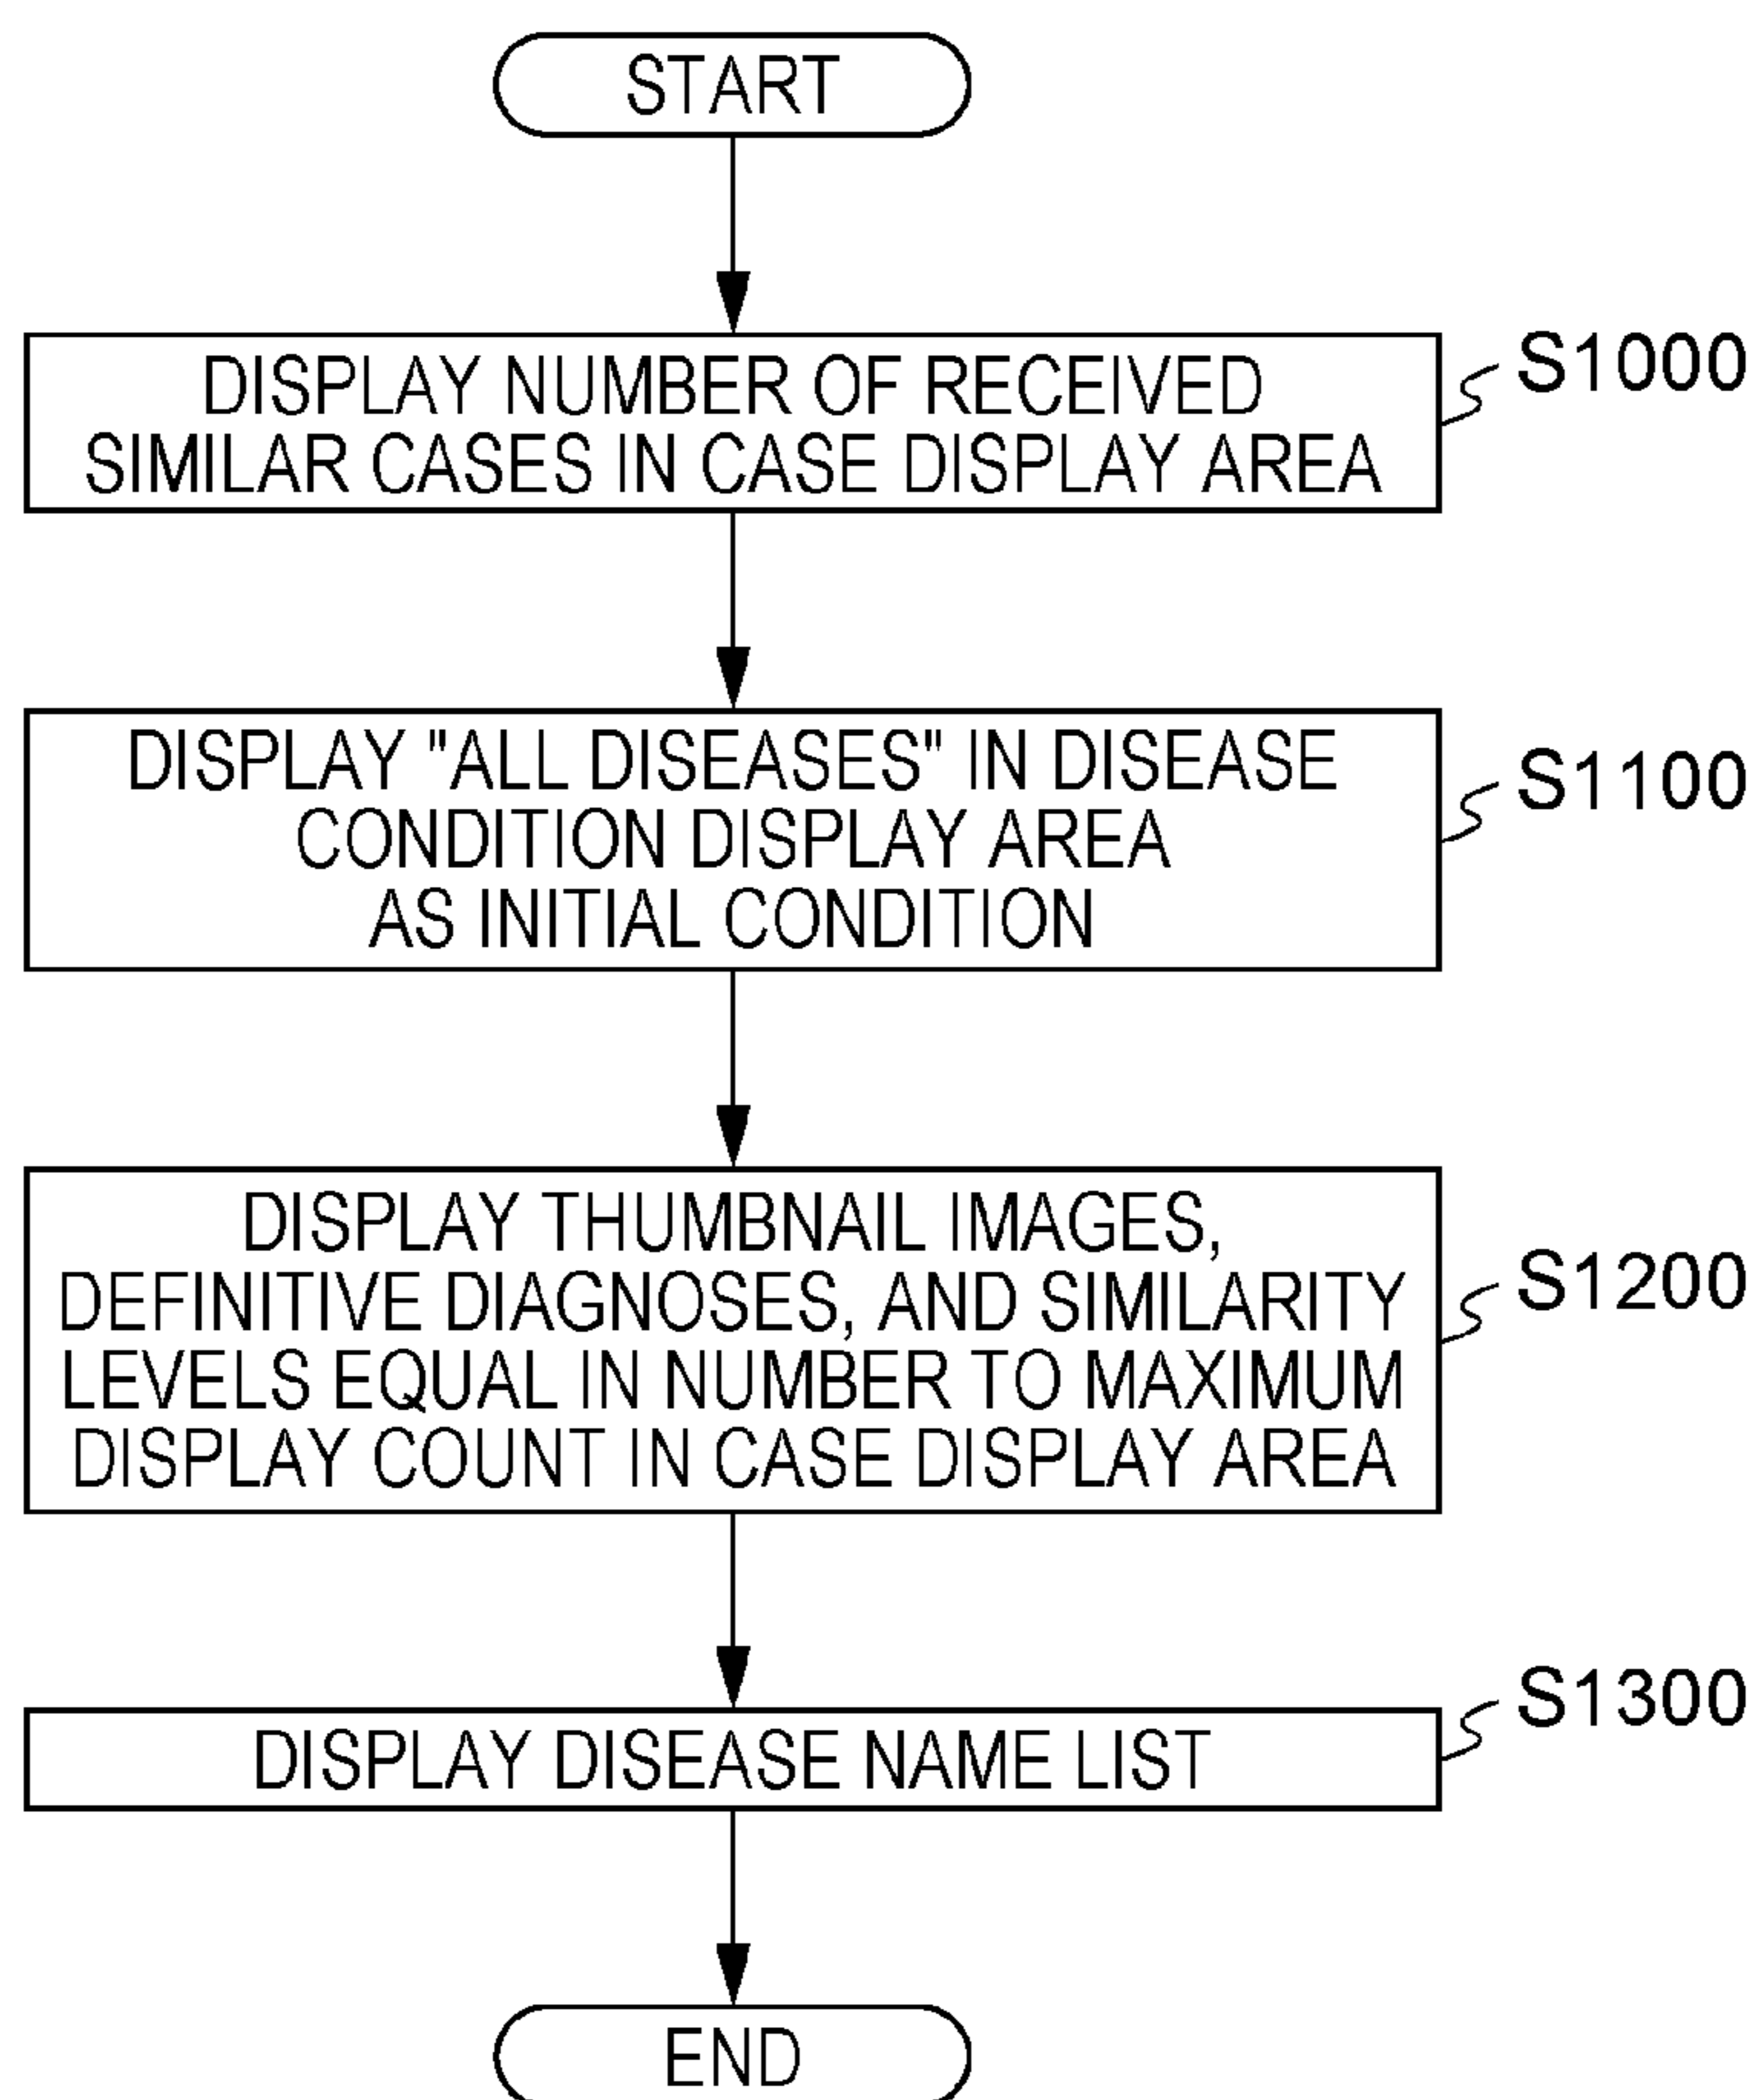 START
DISPLAY NUMBER OF RECEIVED
SIMILAR CASES IN CASE DISPLAY AREA
S1000
DISPLAY "ALL DISEASES" IN DISEASE
CONDITION DISPLAY AREA
AS INITIAL CONDITION
S1100
DISPLAY THUMBNAIL IMAGES,
DEFINITIVE DIAGNOSES, AND SIMILARITY
LEVELS EQUAL IN NUMBER TO MAXIMUM
DISPLAY COUNT IN CASE DISPLAY AREA
S1200
DISPLAY DISEASE NAME LIST
S1300
END